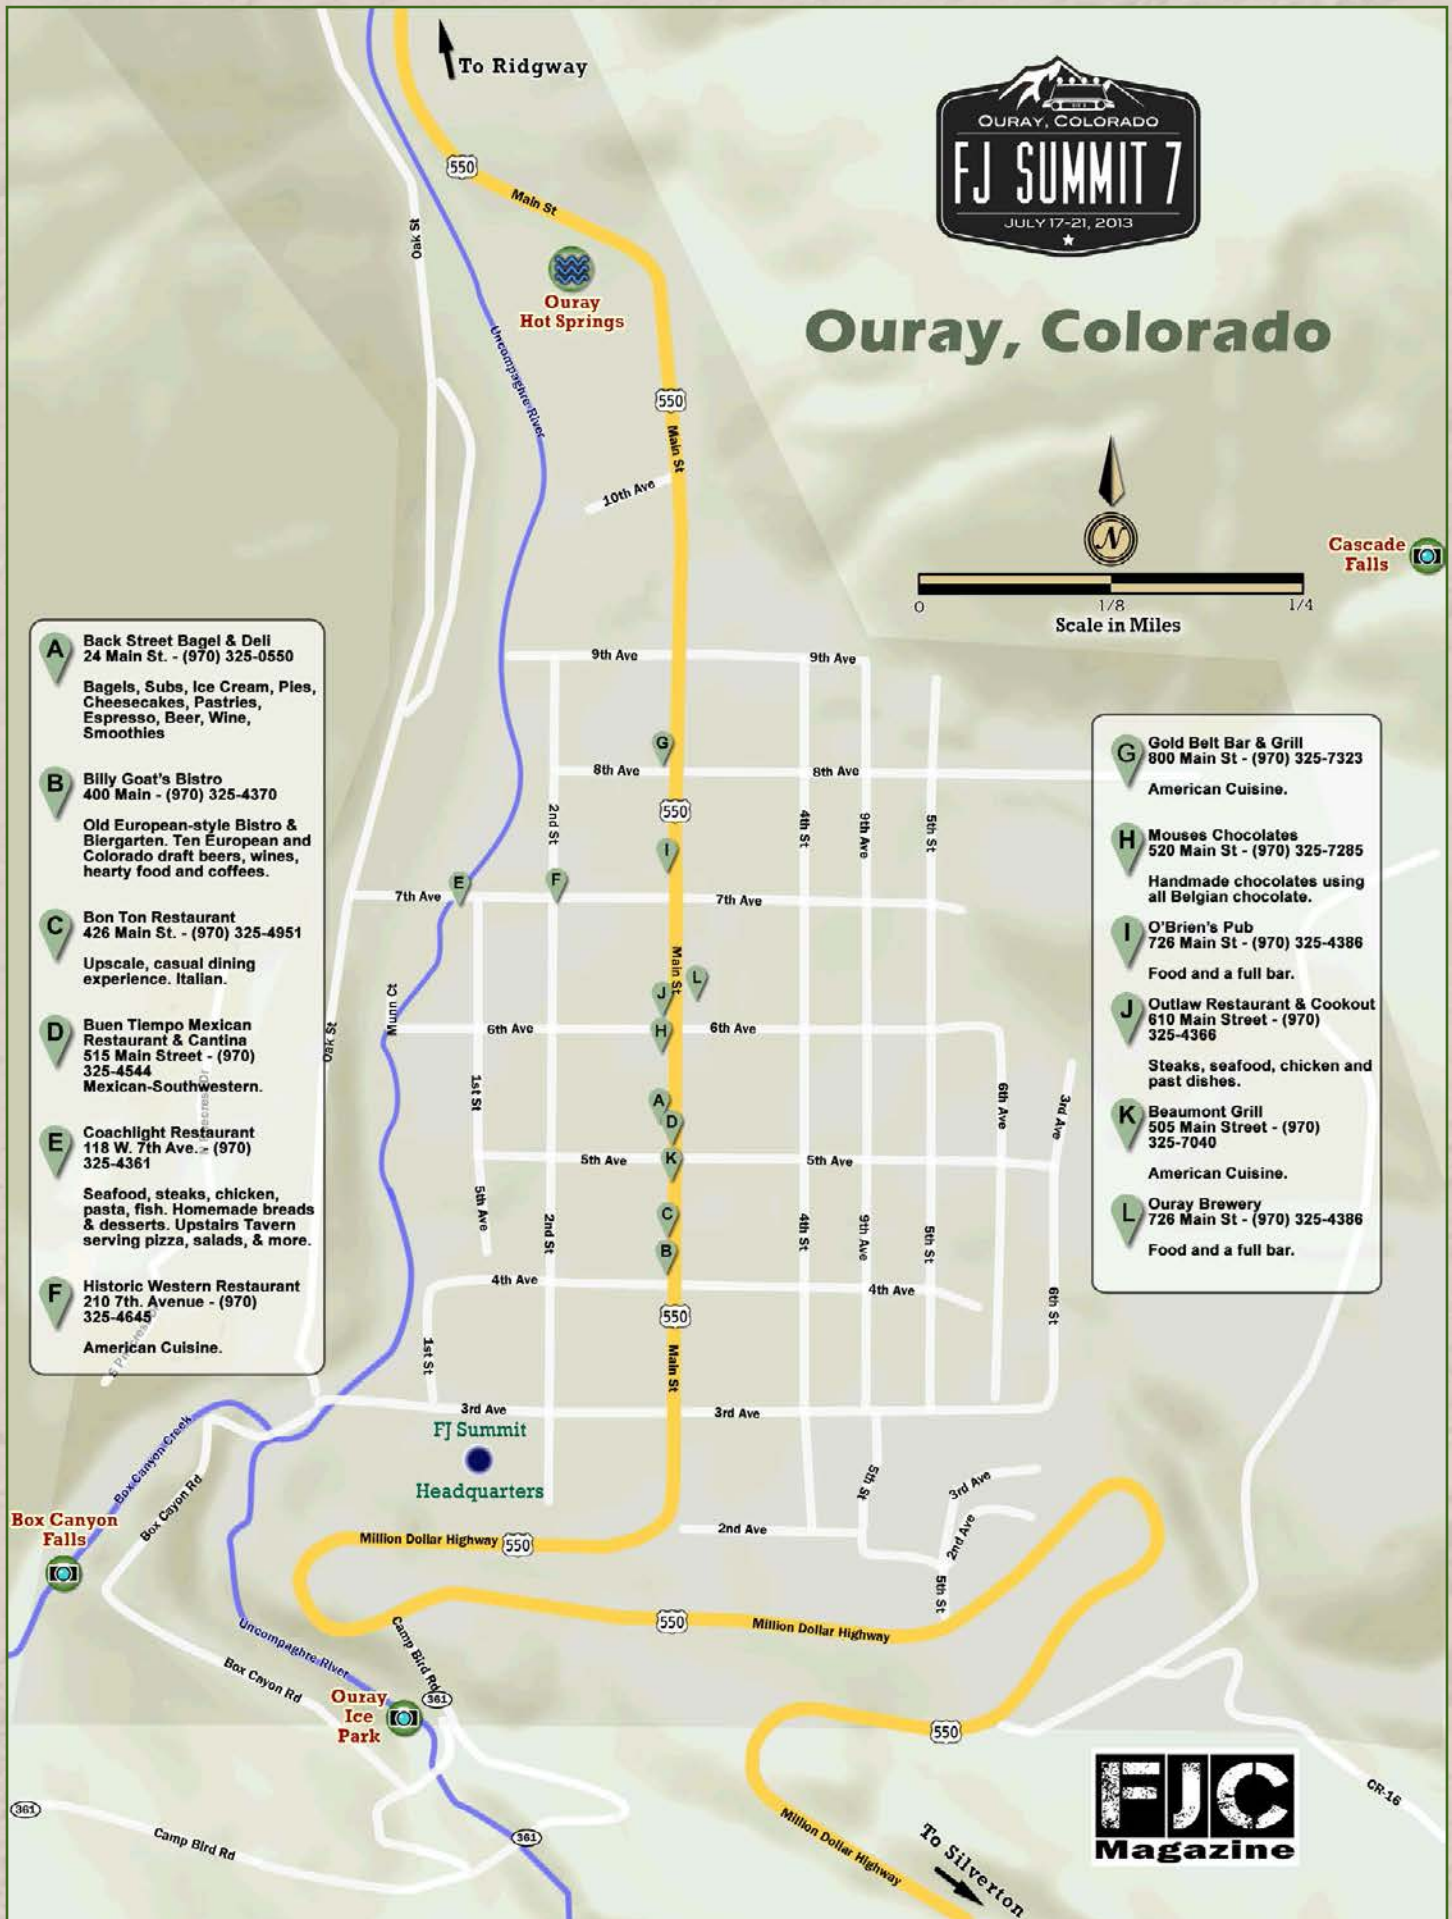 To Ridgway
OURAY, COLORADO
FJ SUMMIT 7
JULY 17-21, 2013
550
Main St
Oak St
Ouray
Hot Springs
Ouray, Colorado
Uncompaghre River
550
Main St
10th Ave
N
Cascade
Falls
0 1/8 1/4
Scale in Miles
A
Back Street Bagel & Deli
24 Main St. - (970) 325-0550
Bagels, Subs, Ice Cream, Pies,
Cheesecakes, Pastries,
Espresso, Beer, Wine,
Smoothies
B
Billy Goat's Bistro
400 Main - (970) 325-4370
Old European-style Bistro &
Biergarten. Ten European and
Colorado draft beers, wines,
hearty food and coffees.
C
Bon Ton Restaurant
426 Main St. - (970) 325-4951
Upscale, casual dining
experience. Italian.
D
Buen Tiempo Mexican
Restaurant & Cantina
515 Main Street - (970)
325-4544
Mexican-Southwestern.
E
Coachlight Restaurant
118 W. 7th Ave. - (970)
325-4361
Seafood, steaks, chicken,
pasta, fish. Homemade breads
& desserts. Upstairs Tavern
serving pizza, salads, & more.
F
Historic Western Restaurant
210 7th. Avenue - (970)
325-4645
American Cuisine.
G
Gold Belt Bar & Grill
800 Main St - (970) 325-7323
American Cuisine.
H
Mouses Chocolates
520 Main St - (970) 325-7285
Handmade chocolates using
all Belgian chocolate.
I
O'Brien's Pub
726 Main St - (970) 325-4386
Food and a full bar.
J
Outlaw Restaurant & Cookout
610 Main Street - (970)
325-4366
Steaks, seafood, chicken and
past dishes.
K
Beaumont Grill
505 Main Street - (970)
325-7040
American Cuisine.
L
Ouray Brewery
726 Main St - (970) 325-4386
Food and a full bar.
9th Ave
9th Ave
G
8th Ave
8th Ave
550
2nd St
4th St
9th Ave
5th St
I
E
F
7th Ave
7th Ave
Main St
L
J
Munn Ct
Oak St
6th Ave
H
6th Ave
1st St
6th Ave
3rd Ave
A
D
5th Ave
K
5th Ave
5th Ave
2nd St
C
4th St
9th Ave
5th St
B
4th Ave
4th Ave
6th St
550
1st St
Main St
3rd Ave
3rd Ave
FJ Summit
Headquarters
Box Canyon Creek
Box Cayon Rd
Box Canyon
Falls
5th St
3rd Ave
2nd Ave
2nd Ave
5th St
Million Dollar Highway
550
550
Million Dollar Highway
Uncompaghre River
Camp Bird Rd
Box Cayon Rd
361
Ouray
Ice
Park
550
361
Camp Bird Rd
361
Million Dollar Highway
To Silverton
CR-16
FJC
Magazine